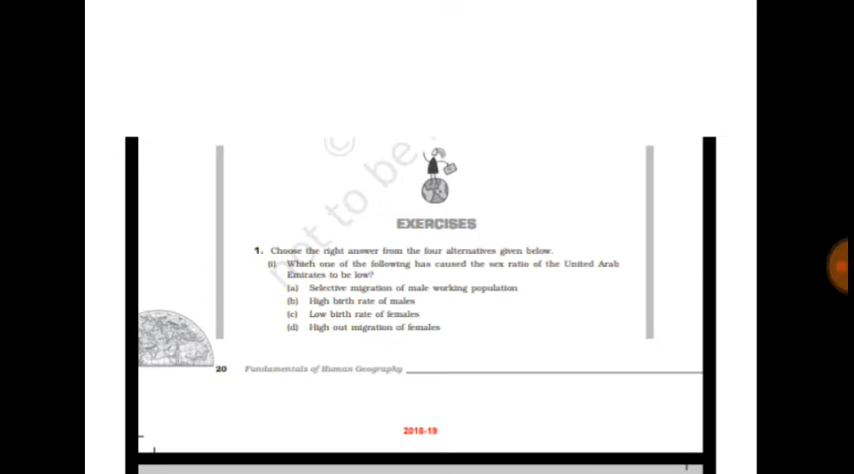 ©
not to be
EXERCISES
1. Choose the right answer from the four alternatives given below.
(i) Which one of the following has caused the sex ratio of the United Arab
Emirates to be low?
(a) Selective migration of male working population
(b) High birth rate of males
(c) Low birth rate of females
(d) High out migration of females
20 Fundamentals of Human Geography
2018-19